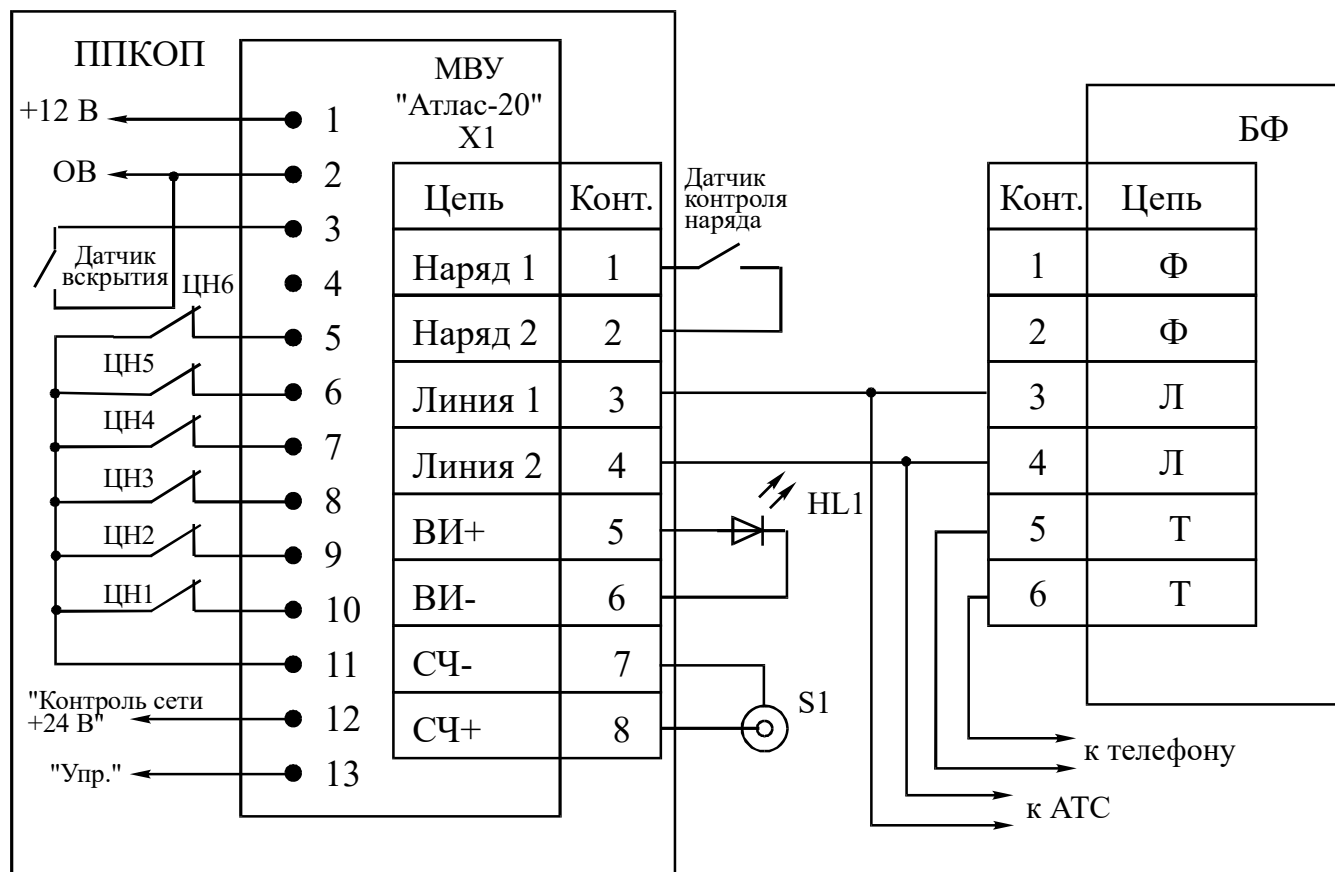 ППКОП
МВУ
"Атлас-20"
X1
+12 В
ОВ
Датчик
вскрытия
ЦН6
ЦН5
ЦН4
ЦН3
ЦН2
ЦН1
"Контроль сети
+24 В"
"Упр."
1
2
3
4
5
6
7
8
9
10
11
12
13
Цепь Конт.
Наряд 1 1
Наряд 2 2
Линия 1 3
Линия 2 4
ВИ+ 5
ВИ- 6
СЧ- 7
СЧ+ 8
Датчик
контроля
наряда
HL1
S1
БФ
Конт. Цепь
1 Ф
2 Ф
3 Л
4 Л
5 Т
6 Т
к телефону
к АТС